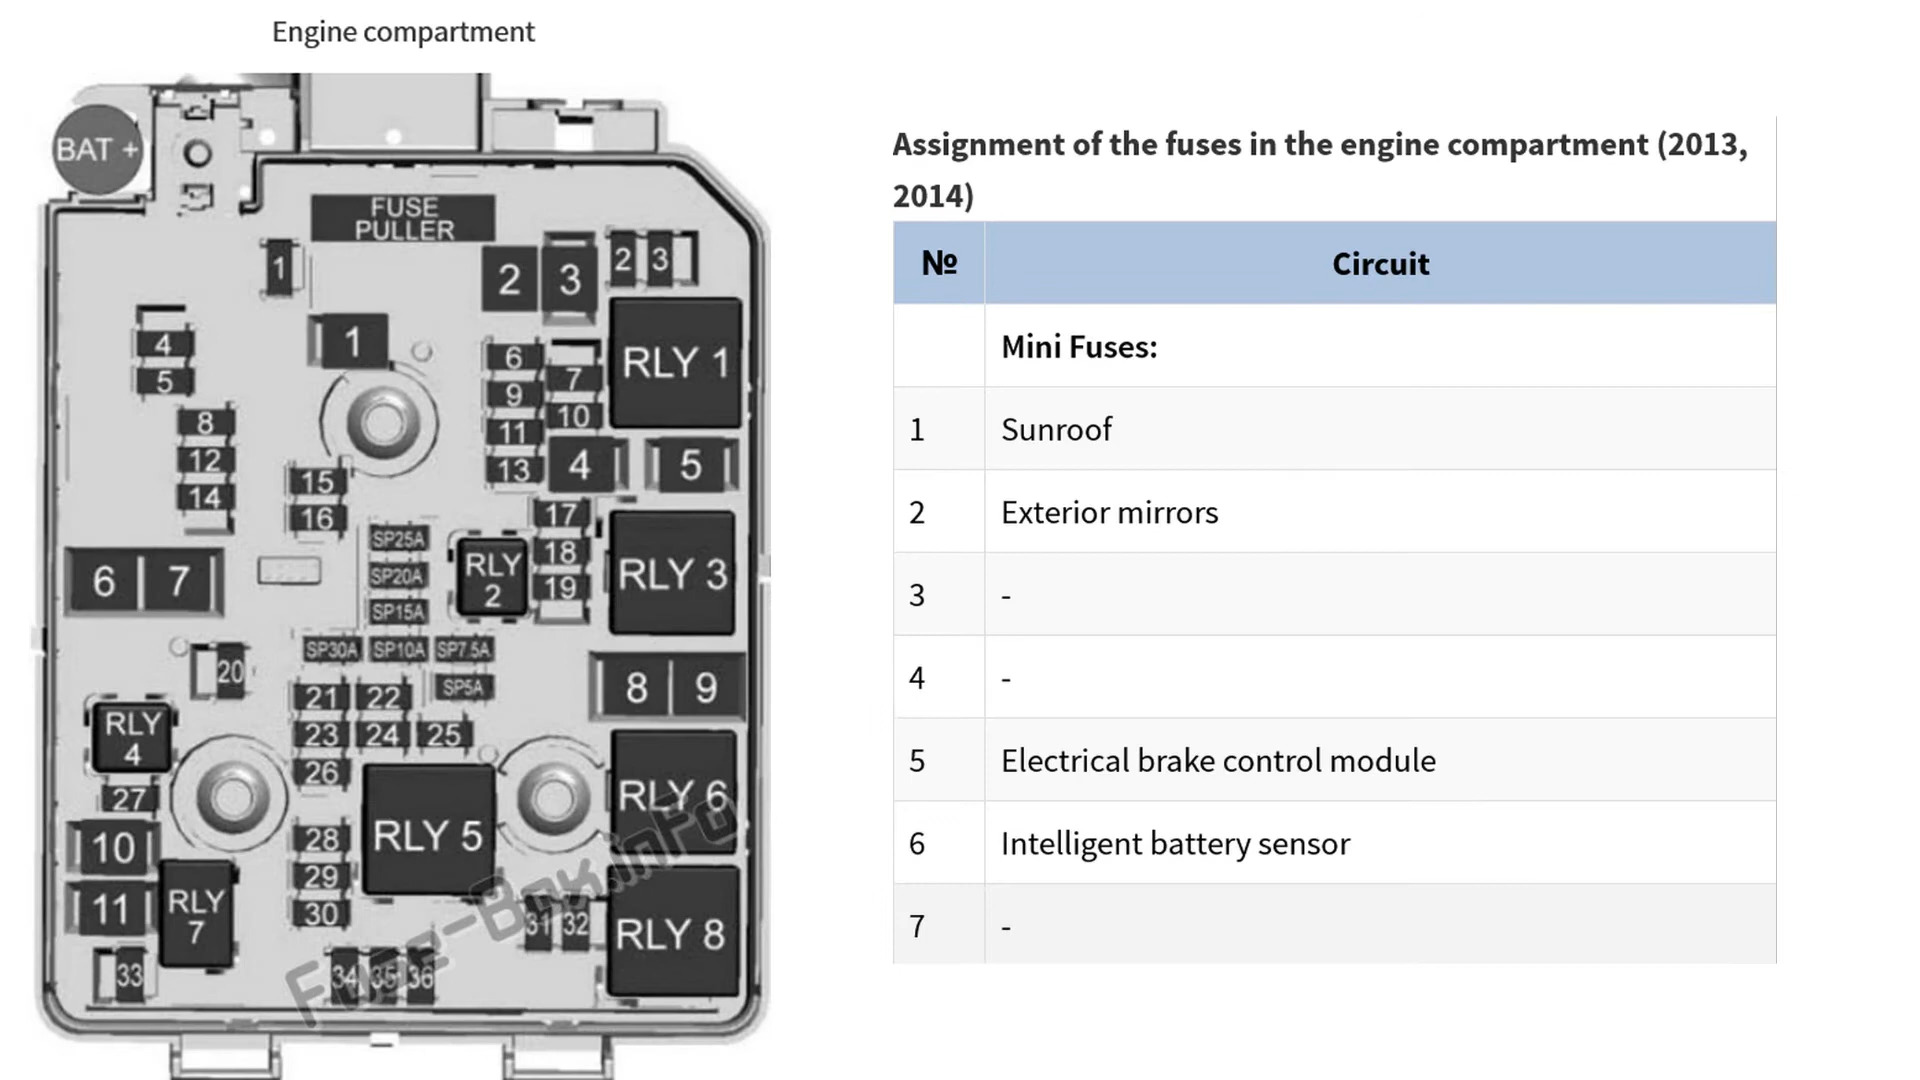 Engine compartment
BAT +
FUSE
PULLER
1
2
3
2
3
1
RLY 1
4
5
6
7
9
10
11
13
4
5
8
12
14
15
16
17
18
19
SP25A
SP20A
SP15A
RLY
2
RLY 3
6
7
SP30A
SP10A
SP7.5A
SP5A
20
21
22
8
9
23
24
25
26
RLY
4
27
RLY 5
RLY 6
10
11
RLY
7
28
29
30
31
32
RLY 8
33
34
35
36
Fuse-Box.info
Assignment of the fuses in the engine compartment (2013,
2014)
№ Circuit
Mini Fuses:
1 Sunroof
2 Exterior mirrors
3 -
4 -
5 Electrical brake control module
6 Intelligent battery sensor
7 -